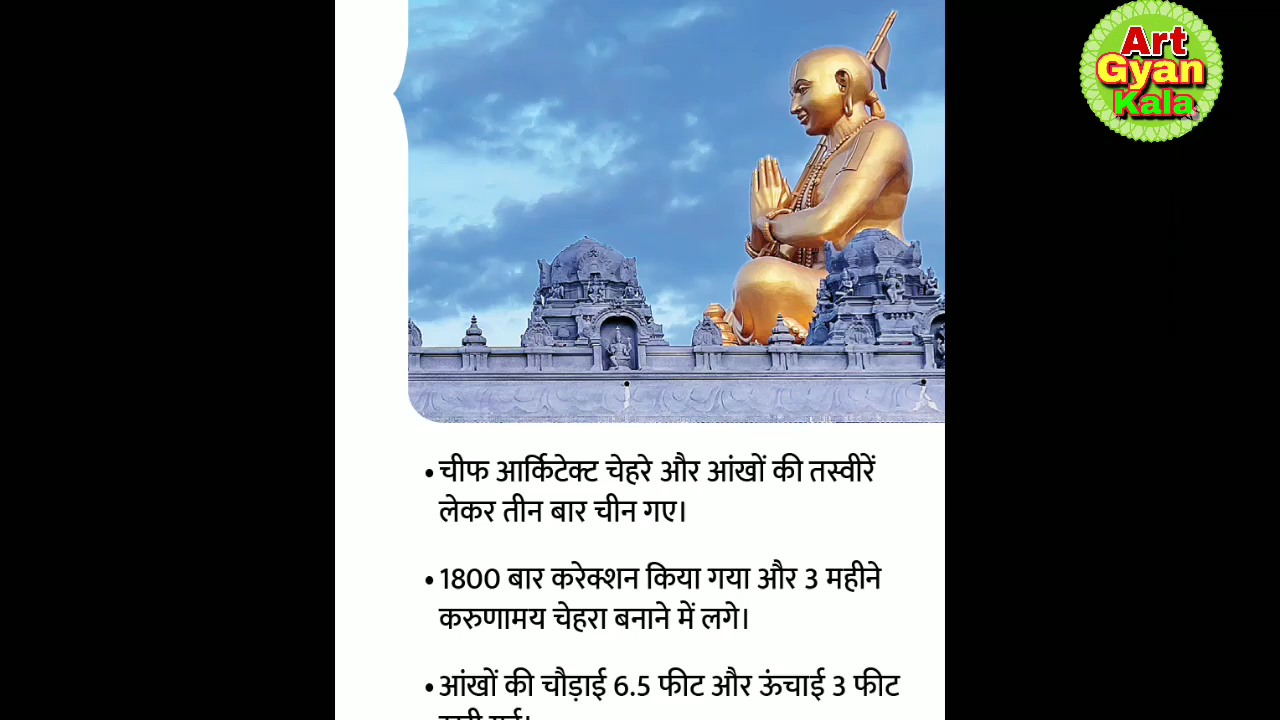 Art
Gyan
Kala
• चीफ आर्किटेक्ट चेहरे और आंखों की तस्वीरें
लेकर तीन बार चीन गए।
• 1800 बार करेक्शन किया गया और 3 महीने
करुणामय चेहरा बनाने में लगे।
• आंखों की चौड़ाई 6.5 फीट और ऊंचाई 3 फीट